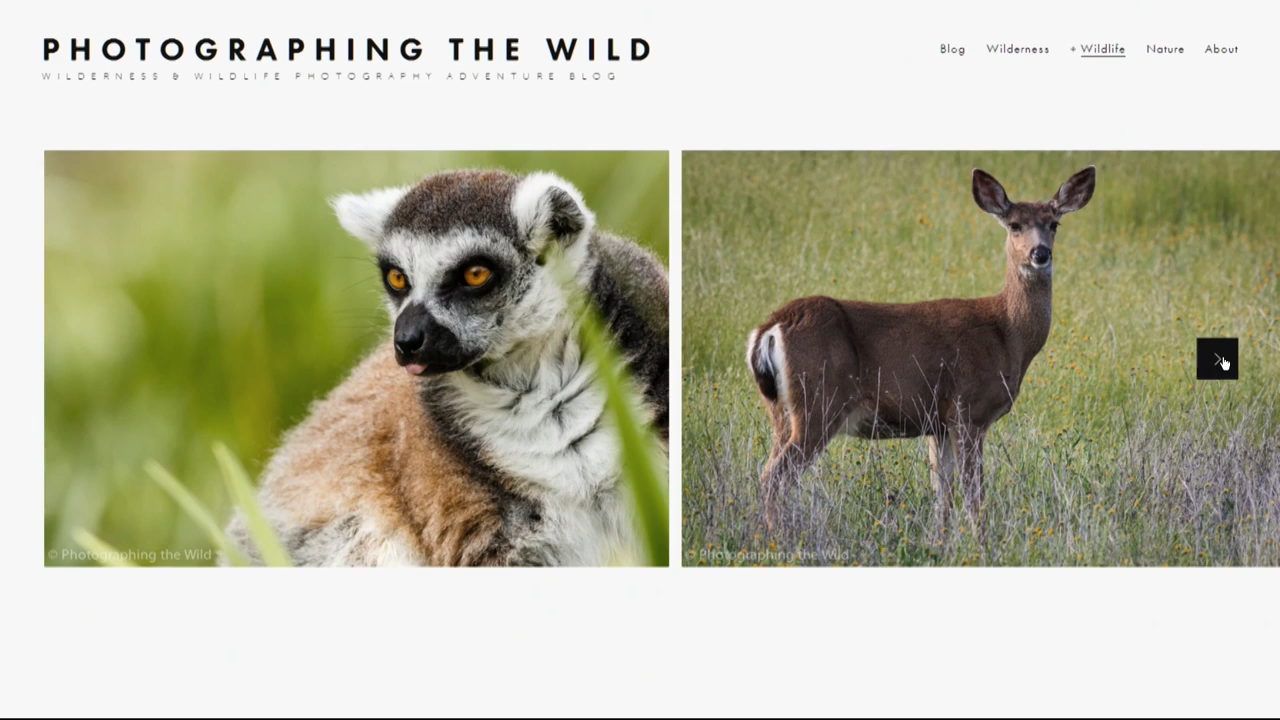 PHOTOGRAPHING THE WILD
WILDERNESS & WILDLIFE PHOTOGRAPHY ADVENTURE BLOG
Blog Wilderness + Wildlife Nature About
© Photographing the Wild
© Photographing the Wild